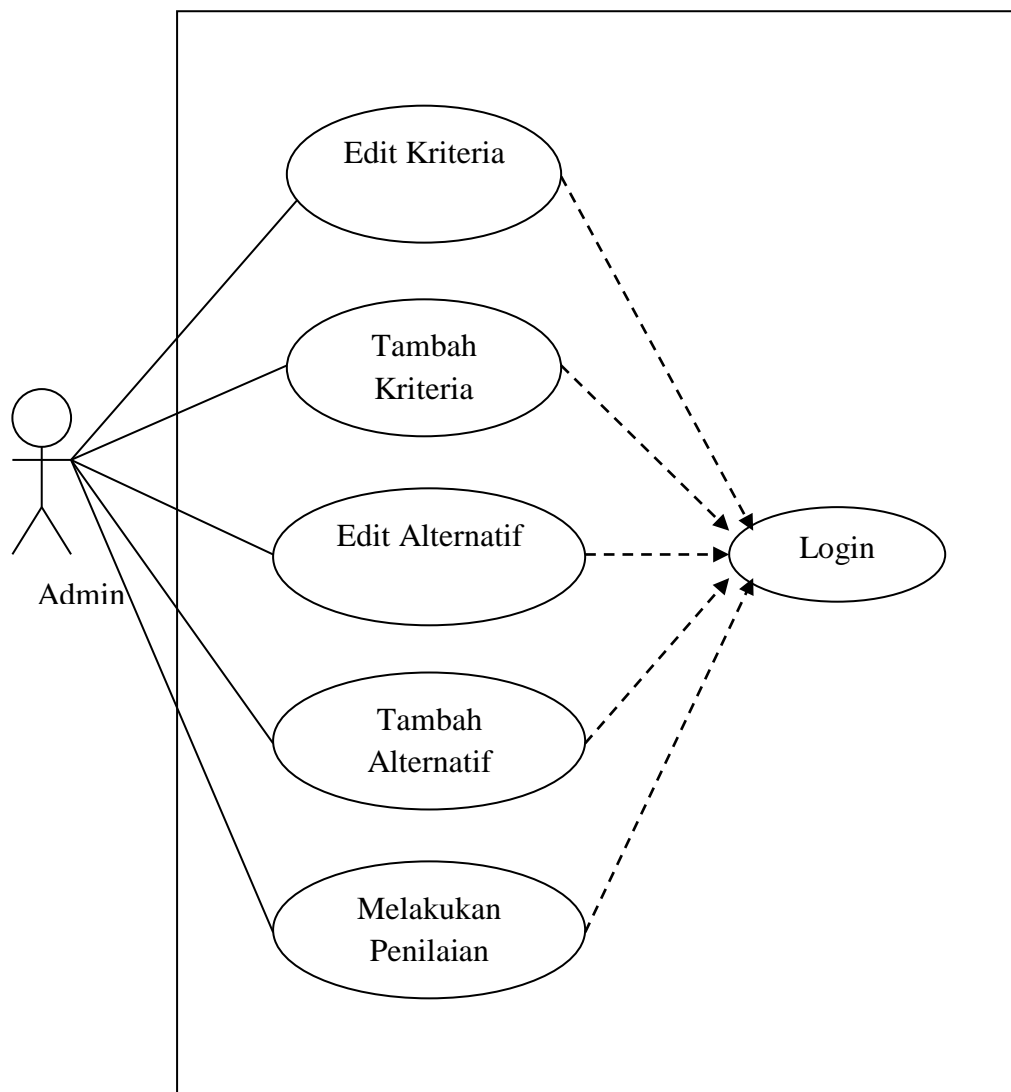 Edit Kriteria
Tambah
Kriteria
Edit Alternatif
Login
Admin
Tambah
Alternatif
Melakukan
Penilaian